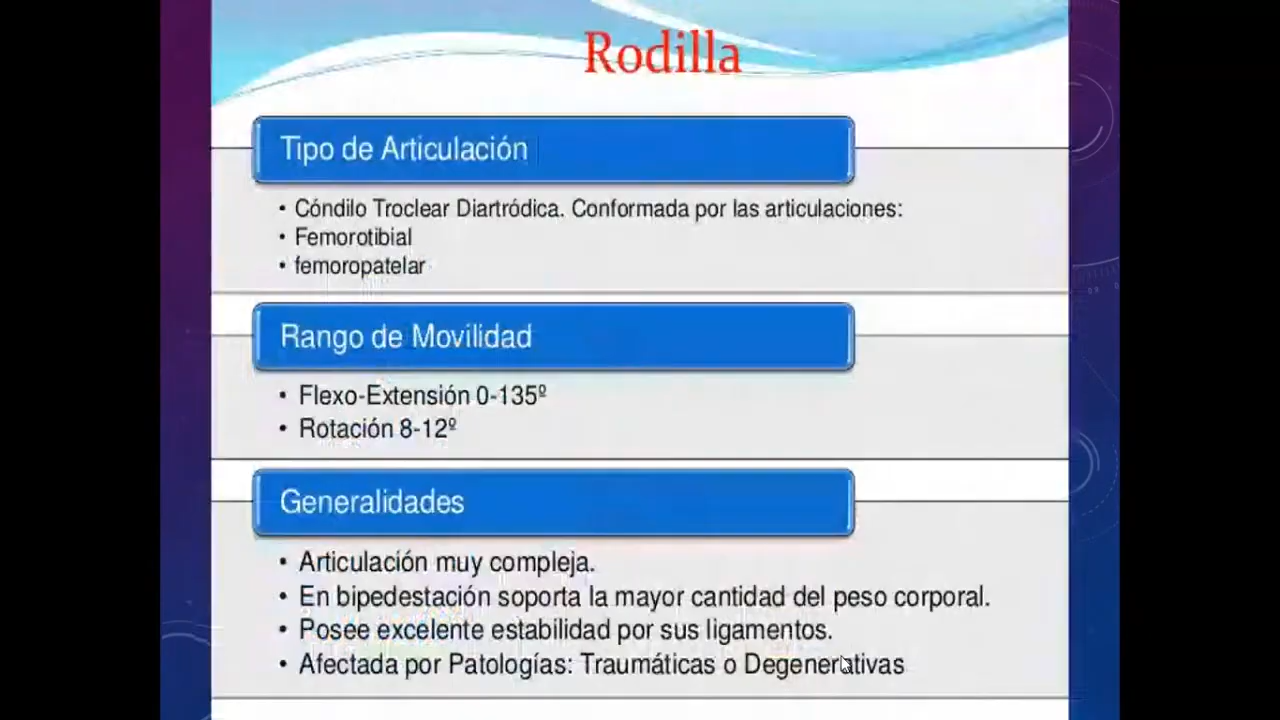 Rodilla
Tipo de Articulación
• Cóndilo Troclear Diartródica. Conformada por las articulaciones:
• Femorotibial
• femoropatelar
Rango de Movilidad
• Flexo-Extensión 0-135º
• Rotación 8-12º
Generalidades
• Articulación muy compleja.
• En bipedestación soporta la mayor cantidad del peso corporal.
• Posee excelente estabilidad por sus ligamentos.
• Afectada por Patologías: Traumáticas o Degenerativas